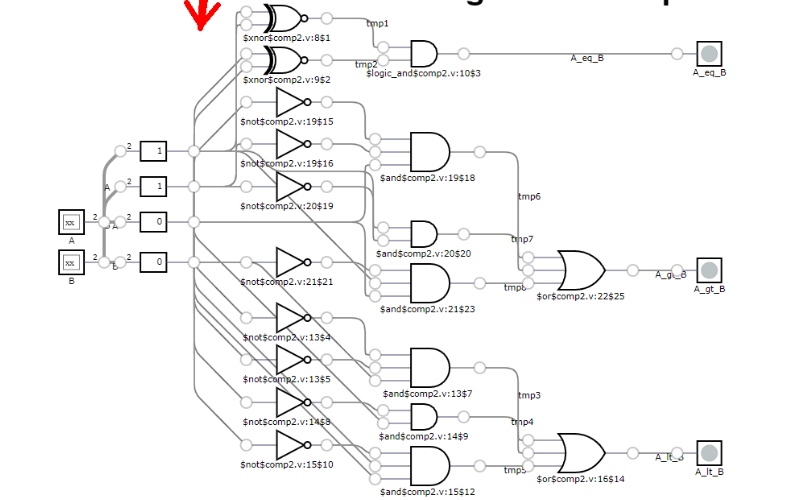 tmp1
$xnor$comp2.v:8$1
tmp2
$logic_and$comp2.v:10$3
A_eq_B
A_eq_B
$xnor$comp2.v:9$2
$not$comp2.v:19$15
2
1
$not$comp2.v:19$16
$and$comp2.v:19$18
2
1
A
$not$comp2.v:20$19
tmp6
xx
2
2
0
A
A
tmp7
$and$comp2.v:20$20
xx
2
2
0
B
B
$not$comp2.v:21$21
A_gt_B
A_gt_B
$or$comp2.v:22$25
$and$comp2.v:21$23
$not$comp2.v:13$4
$not$comp2.v:13$5
$and$comp2.v:13$7
tmp3
$not$comp2.v:14$8
tmp4
$and$comp2.v:14$9
$not$comp2.v:15$10
A_lt_B
A_lt_B
tmp5
$or$comp2.v:16$14
$and$comp2.v:15$12